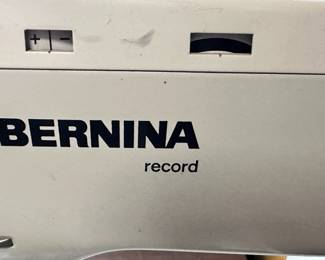 + -
BERNINA
record